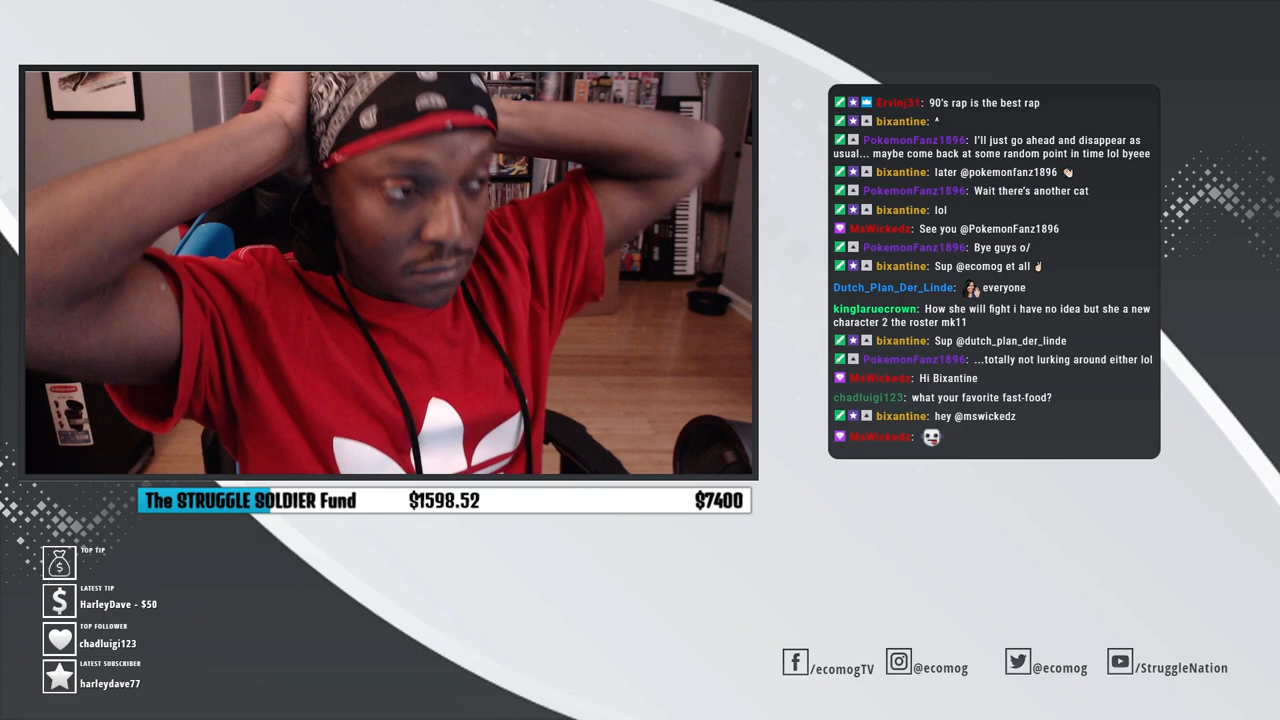 Ervinj31: 90's rap is the best rap
bixantine: ^
PokemonFanz1896: I'll just go ahead and disappear as
usual... maybe come back at some random point in time lol byeee
bixantine: later @pokemonfanz1896 👋🏻
PokemonFanz1896: Wait there's another cat
bixantine: lol
MsWickedz: See you @PokemonFanz1896
PokemonFanz1896: Bye guys o/
bixantine: Sup @ecomog et all ✌🏻
Dutch_Plan_Der_Linde: everyone
kinglaruecrown: How she will fight i have no idea but she a new
character 2 the roster mk11
bixantine: Sup @dutch_plan_der_linde
PokemonFanz1896: ...totally not lurking around either lol
MsWickedz: Hi Bixantine
chadluigi123: what your favorite fast-food?
bixantine: hey @mswickedz
MsWickedz:
The STRUGGLE SOLDIER Fund $1598.52 $7400
TOP TIP
LATEST TIP
HarleyDave - $50
TOP FOLLOWER
chadluigi123
LATEST SUBSCRIBER
harleydave77
/ecomogTV @ecomog @ecomog /StruggleNation